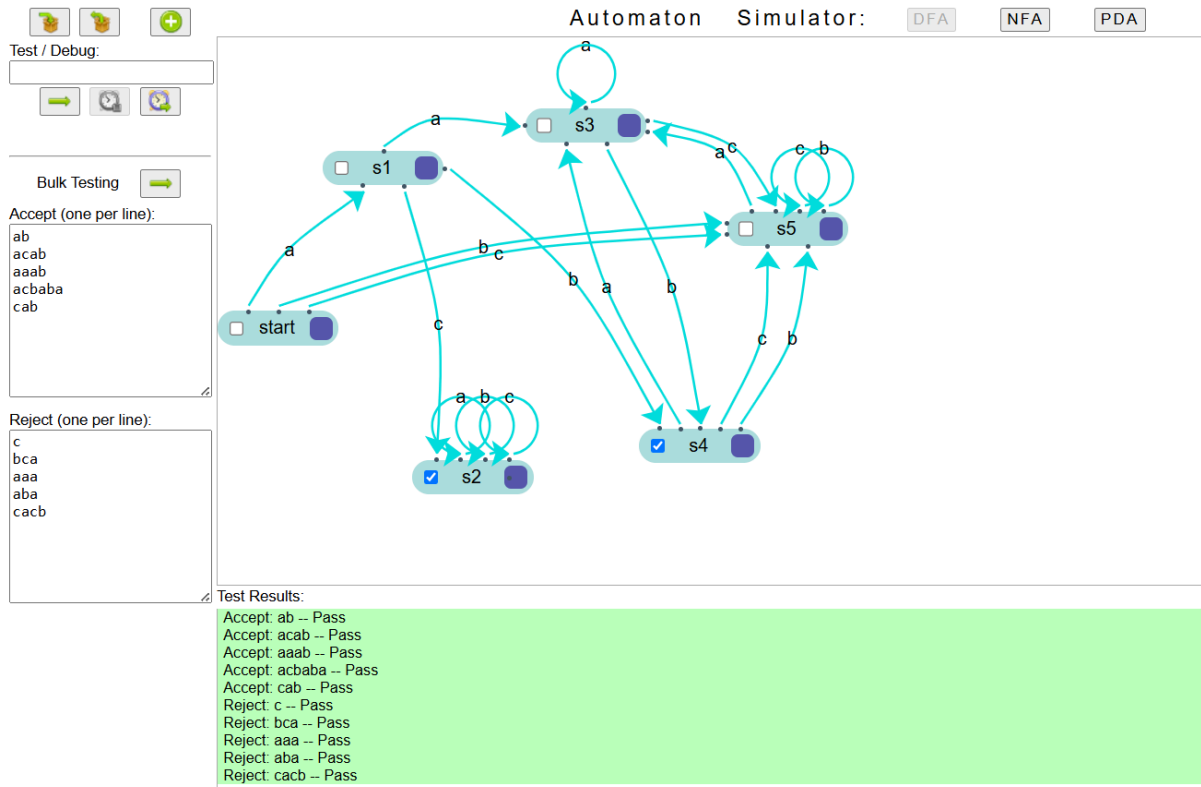 Automaton Simulator:
DFA
NFA
PDA
Test / Debug:
Bulk Testing
Accept (one per line):
ab
acab
aaab
acbaba
cab
Reject (one per line):
c
bca
aaa
aba
cacb
a
s3
a
s1
c
a
c
b
s5
a
b
c
b
a
b
start
c
c
b
a
b
c
s4
s2
Test Results:
Accept: ab -- Pass
Accept: acab -- Pass
Accept: aaab -- Pass
Accept: acbaba -- Pass
Accept: cab -- Pass
Reject: c -- Pass
Reject: bca -- Pass
Reject: aaa -- Pass
Reject: aba -- Pass
Reject: cacb -- Pass